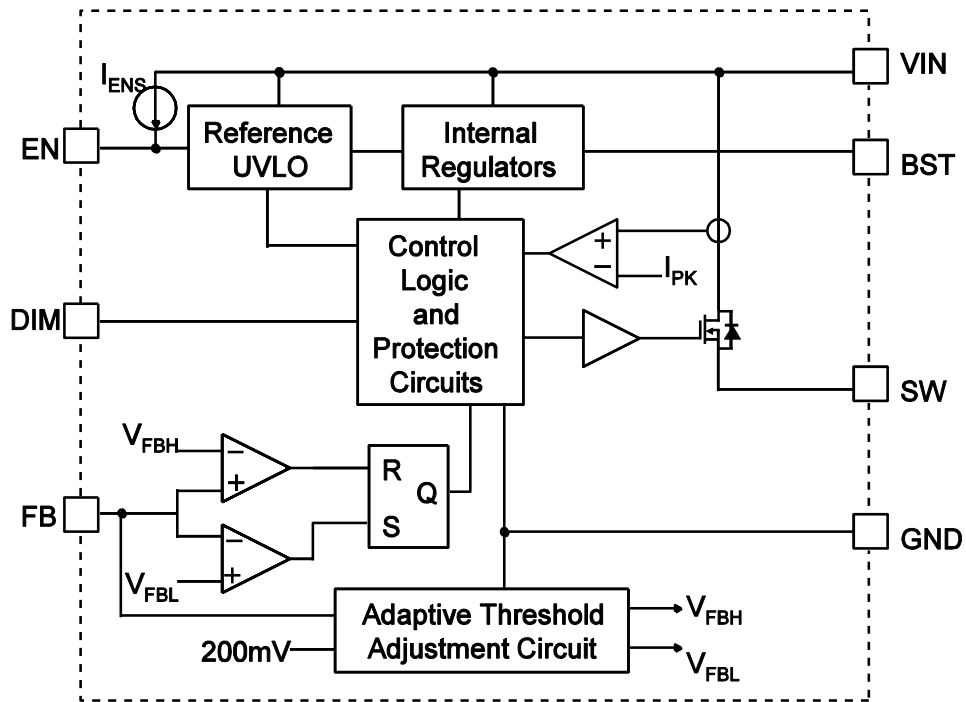 I_ENS
VIN
EN
Reference
UVLO
Internal
Regulators
BST
Control
Logic
and
Protection
Circuits
+
−
I_PK
DIM
SW
V_FBH
−
+
R
Q
S
FB
−
+
V_FBL
GND
Adaptive Threshold
Adjustment Circuit
V_FBH
200mV
V_FBL